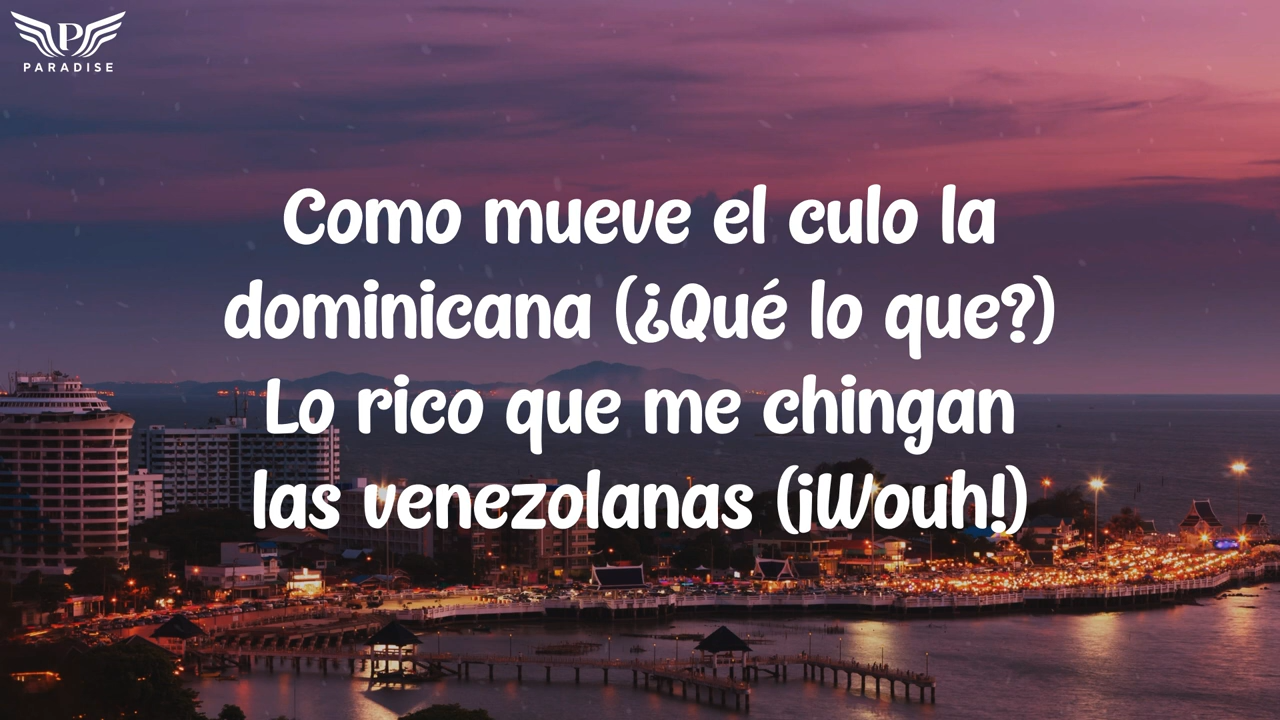 P
PARADISE
Como mueve el culo la
dominicana (¿Qué lo que?)
Lo rico que me chingan
las venezolanas (¡Wouh!)